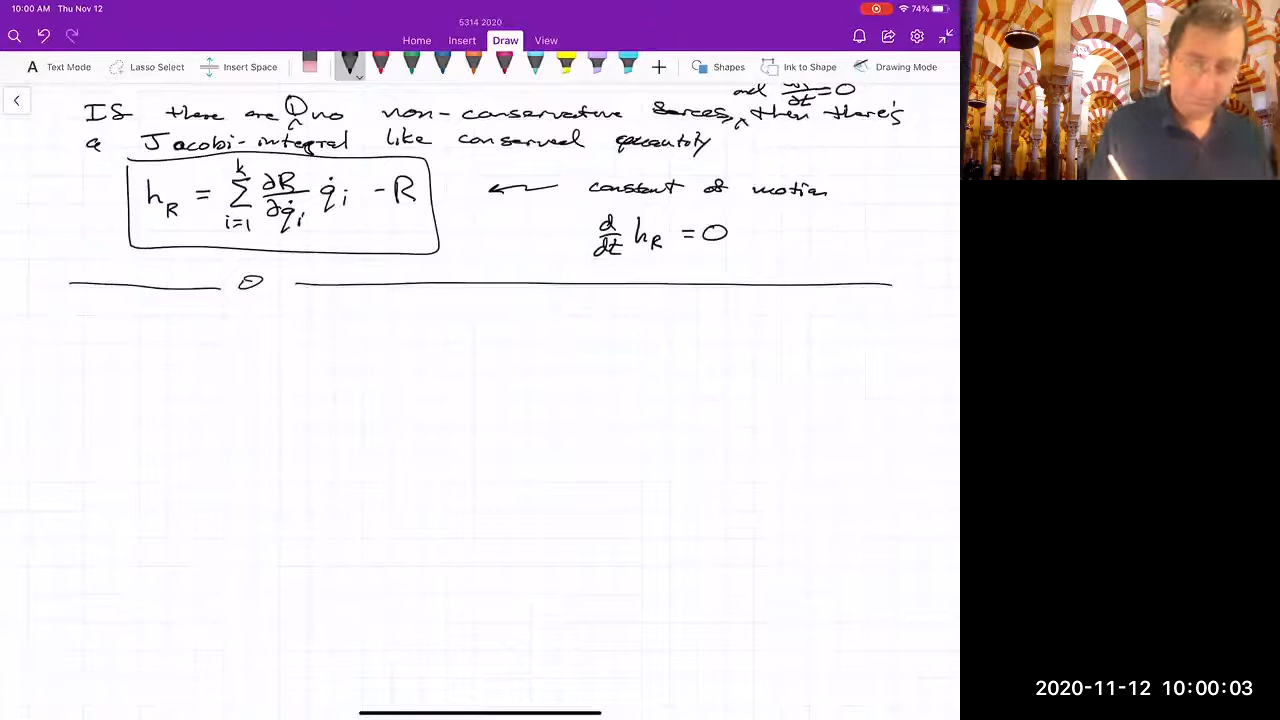 10:00 AM Thu Nov 12
74%
5314 2020
Home Insert Draw View
Text Mode Lasso Select Insert Space Shapes Ink to Shape Drawing Mode
and ∂t = 0
If there are ① no non-conservative forces, then there's
a Jacobi-integral like conserved quantity
h_R = Σ_{i=1}^{k} ∂R/∂q̇_i q̇_i - R ← constant of motion
d/dt h_R = 0
2020-11-12 10:00:03